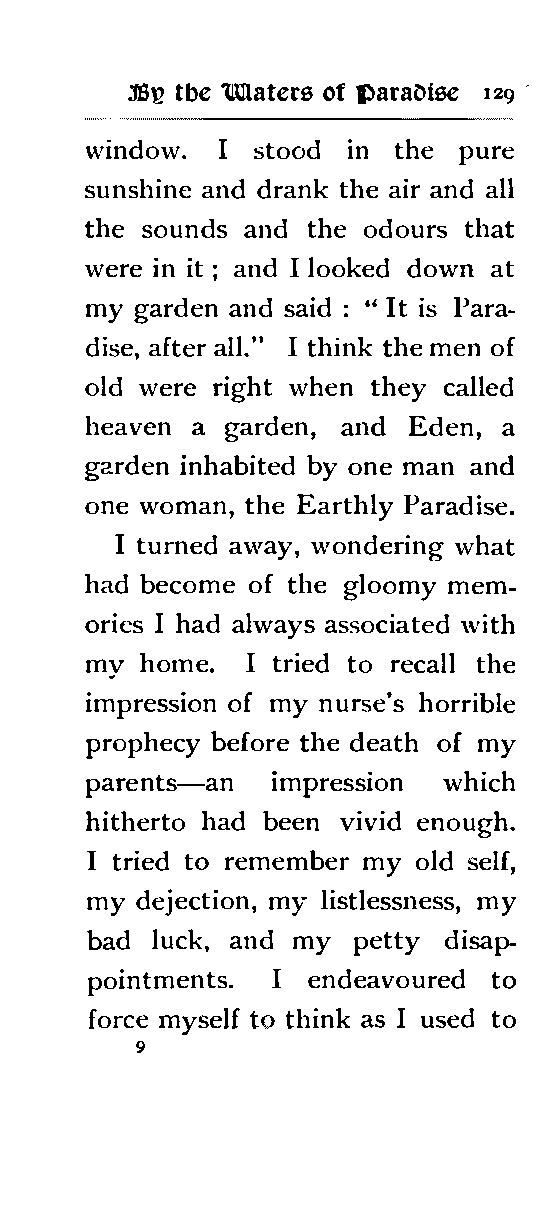 By the Waters of Paradise 129
window. I stood in the pure
sunshine and drank the air and all
the sounds and the odours that
were in it ; and I looked down at
my garden and said : “ It is Para-
dise, after all.” I think the men of
old were right when they called
heaven a garden, and Eden, a
garden inhabited by one man and
one woman, the Earthly Paradise.
I turned away, wondering what
had become of the gloomy mem-
ories I had always associated with
my home. I tried to recall the
impression of my nurse’s horrible
prophecy before the death of my
parents—an impression which
hitherto had been vivid enough.
I tried to remember my old self,
my dejection, my listlessness, my
bad luck, and my petty disap-
pointments. I endeavoured to
force myself to think as I used to
9